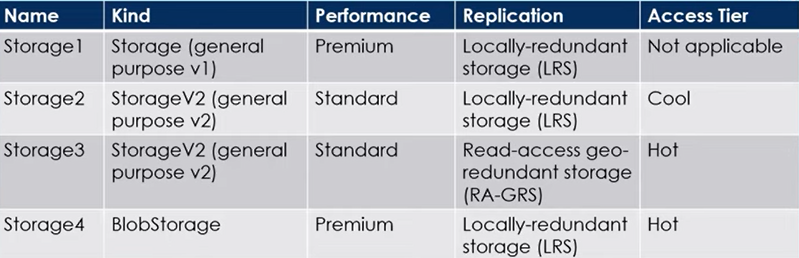 Name Kind Performance Replication Access Tier
Storage1 Storage (general Premium Locally-redundant Not applicable
purpose v1) storage (LRS)
Storage2 StorageV2 (general Standard Locally-redundant Cool
purpose v2) storage (LRS)
Storage3 StorageV2 (general Standard Read-access geo- Hot
purpose v2) redundant storage
(RA-GRS)
Storage4 BlobStorage Premium Locally-redundant Hot
storage (LRS)